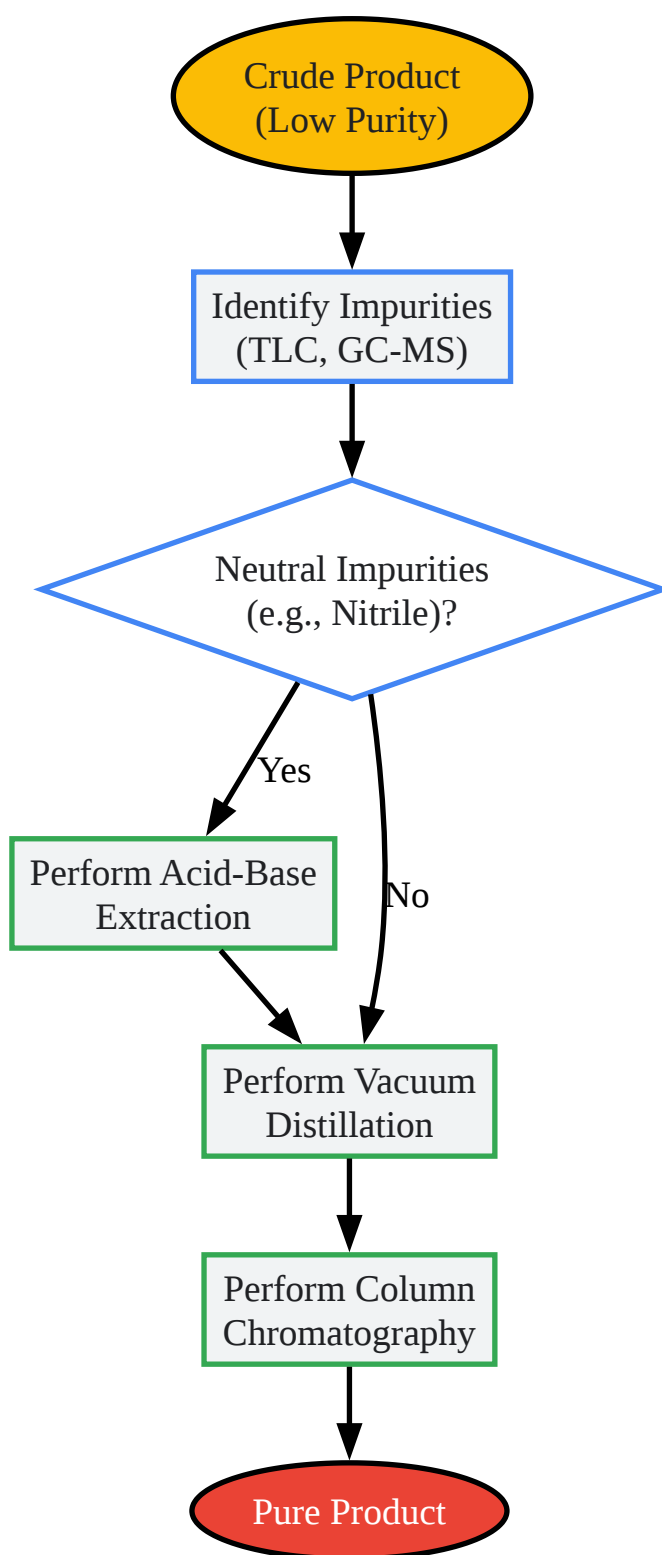 Crude Product
(Low Purity)
Identify Impurities
(TLC, GC-MS)
Neutral Impurities
(e.g., Nitrile)?
Yes
Perform Acid-Base
Extraction
No
Perform Vacuum
Distillation
Perform Column
Chromatography
Pure Product